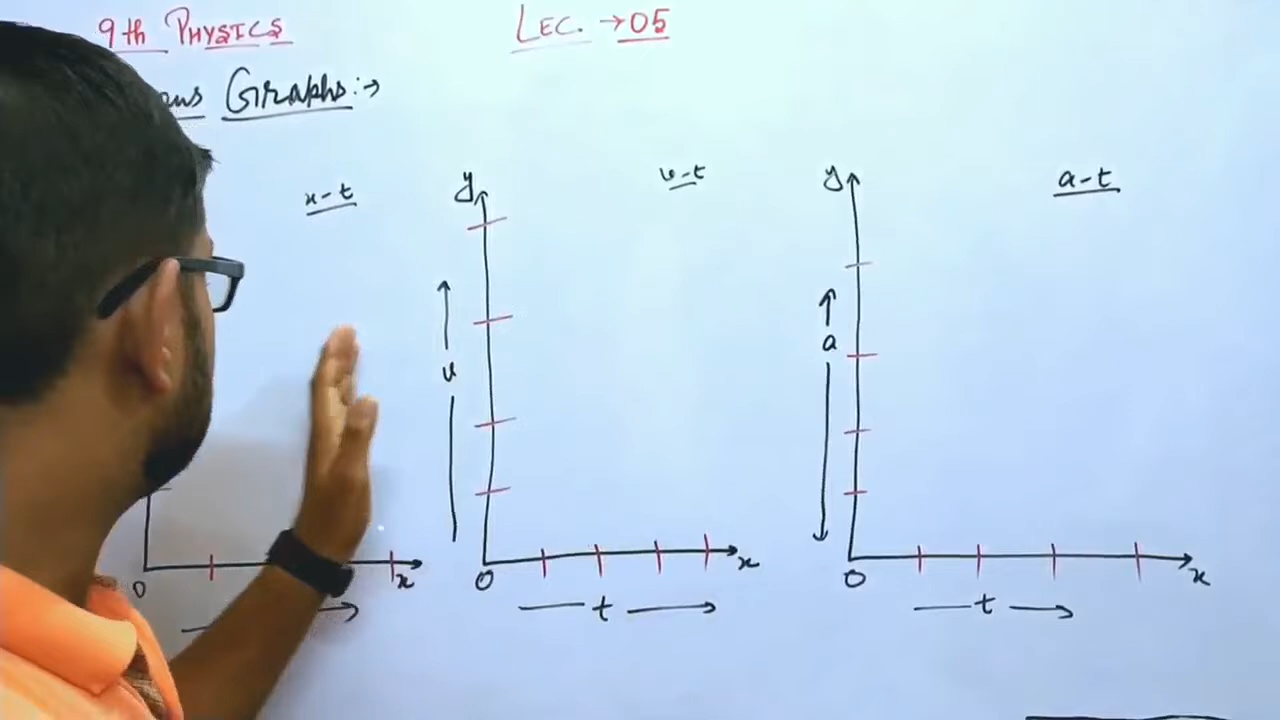 9th PHYSICS
LEC. → 05
Graphs:→
x-t
y
v-t
y
a-t
v
a
0
x
0
x
t
0
x
t